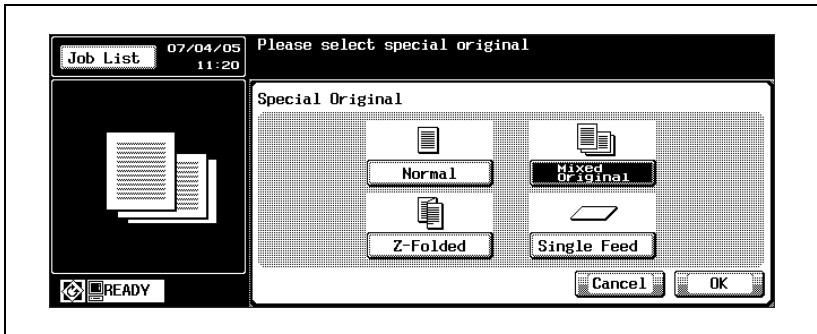 Job List
07/04/05
11:20
Please select special original
Special Original
Normal
Mixed
Original
Z-Folded
Single Feed
READY
Cancel
OK